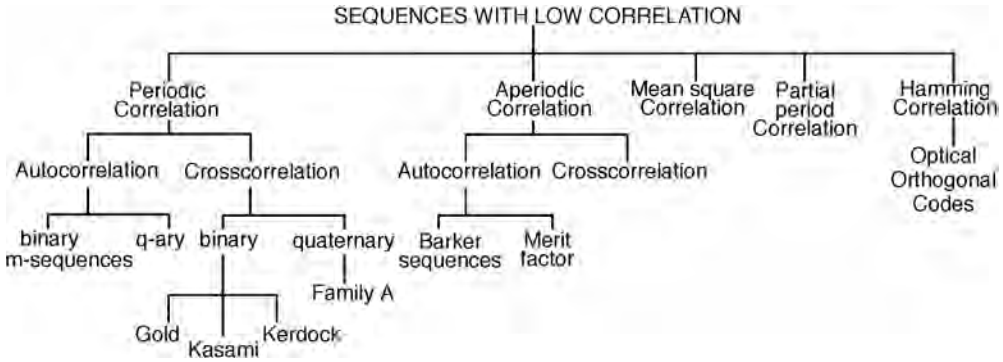 SEQUENCES WITH LOW CORRELATION
Periodic
Correlation
Aperiodic
Correlation
Mean square
Correlation
Partial
period
Correlation
Hamming
Correlation
Autocorrelation
Crosscorrelation
Autocorrelation
Crosscorrelation
Optical
Orthogonal
Codes
binary
m-sequences
q-ary
binary
quaternary
Barker
sequences
Merit
factor
Family A
Gold
Kasami
Kerdock